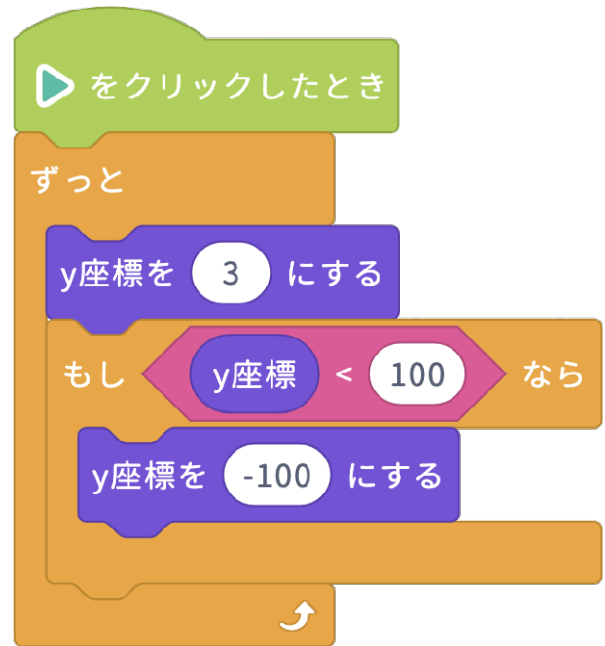 をクリックしたとき
ずっと
y座標を 3 にする
もし y座標 < 100 なら
y座標を -100 にする